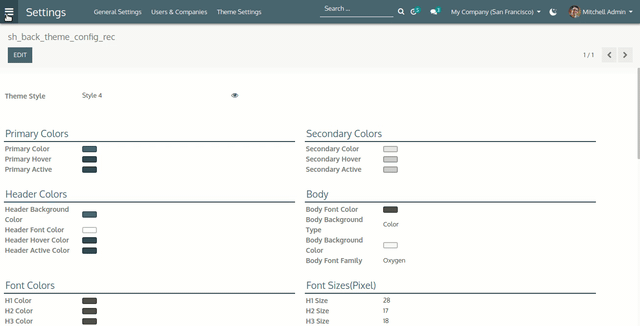 Settings General Settings Users & Companies Theme Settings Search ... My Company (San Francisco) Mitchell Admin
sh_back_theme_config_rec
EDIT 1 / 1
Theme Style Style 4
Primary Colors
Primary Color
Primary Hover
Primary Active
Secondary Colors
Secondary Color
Secondary Hover
Secondary Active
Header Colors
Header Background
Color
Header Font Color
Header Hover Color
Header Active Color
Body
Body Font Color
Body Background
Type Color
Body Background
Color
Body Font Family Oxygen
Font Colors
H1 Color
H2 Color
H3 Color
Font Sizes(Pixel)
H1 Size 28
H2 Size 17
H3 Size 18